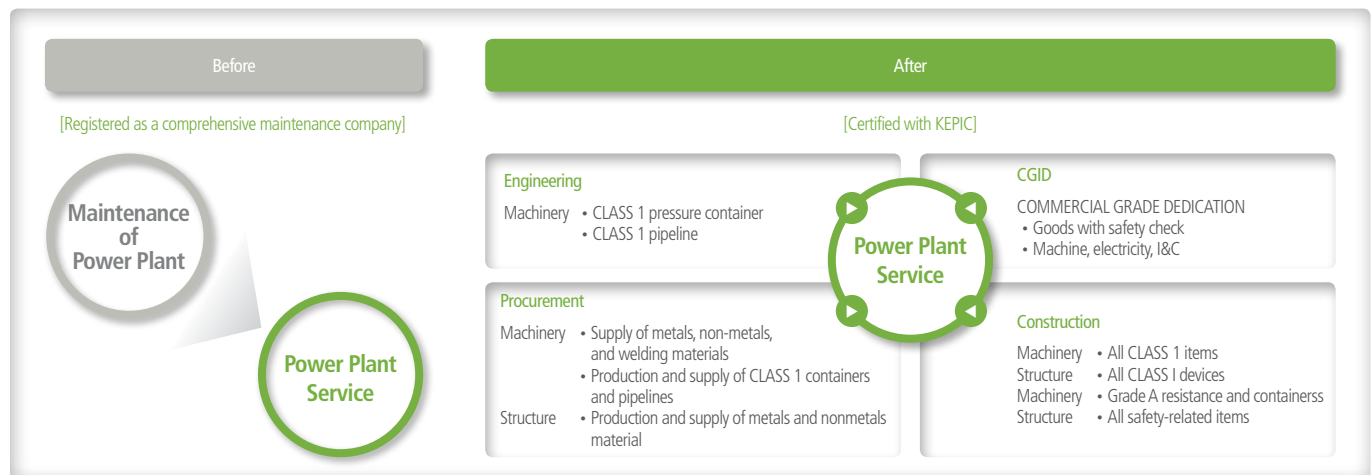 Before
[Registered as a comprehensive maintenance company]
Maintenance
of
Power Plant
Power Plant
Service
After
[Certified with KEPIC]
Engineering
Machinery • CLASS 1 pressure container
• CLASS 1 pipeline
CGID
COMMERCIAL GRADE DEDICATION
• Goods with safety check
• Machine, electricity, I&C
Power Plant
Service
Procurement
Machinery • Supply of metals, non-metals,
and welding materials
• Production and supply of CLASS 1 containers
and pipelines
Structure • Production and supply of metals and nonmetals
material
Construction
Machinery • All CLASS 1 items
Structure • All CLASS I devices
Machinery • Grade A resistance and containerss
Structure • All safety-related items